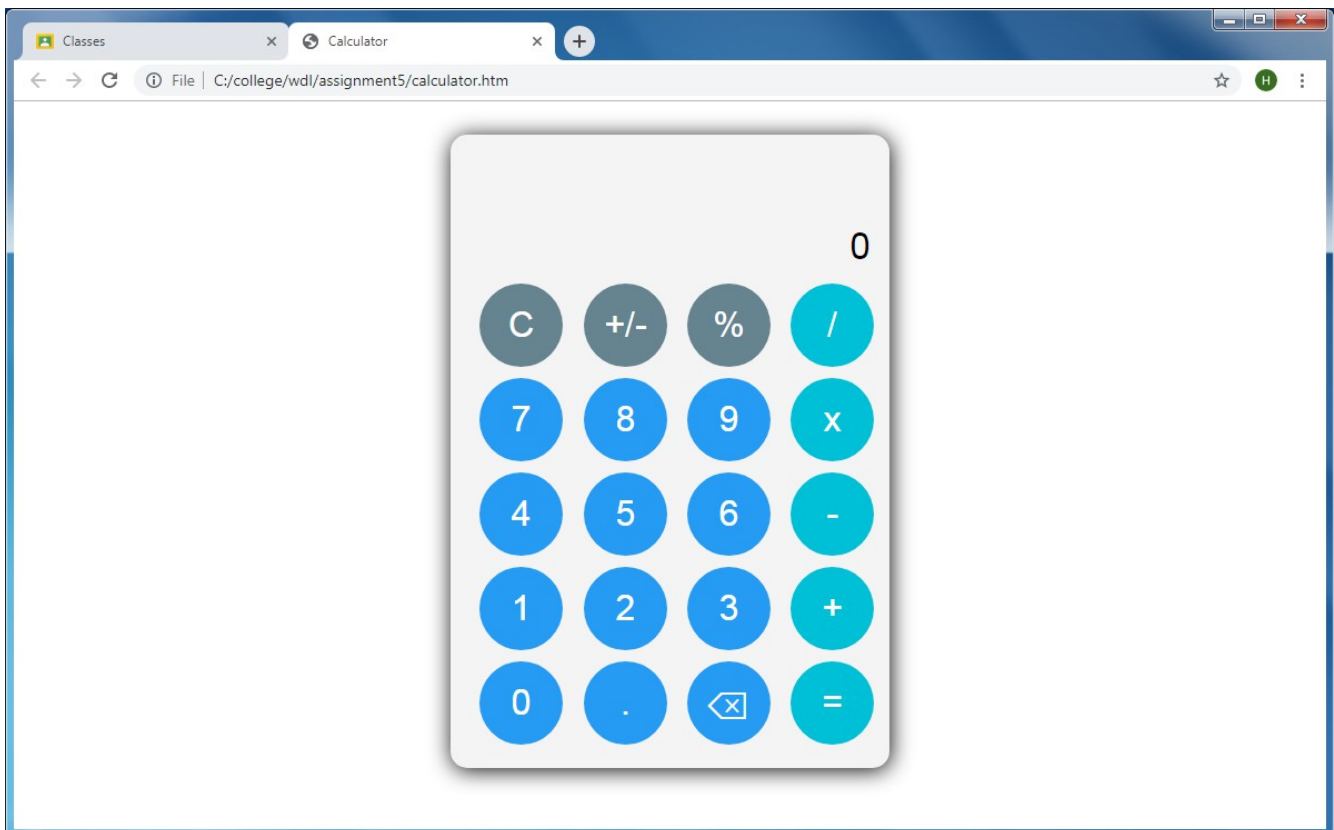 Classes
Calculator
File | C:/college/wdl/assignment5/calculator.htm
H
0
C +/- % /
7 8 9 x
4 5 6 -
1 2 3 +
0 . ⌫ =